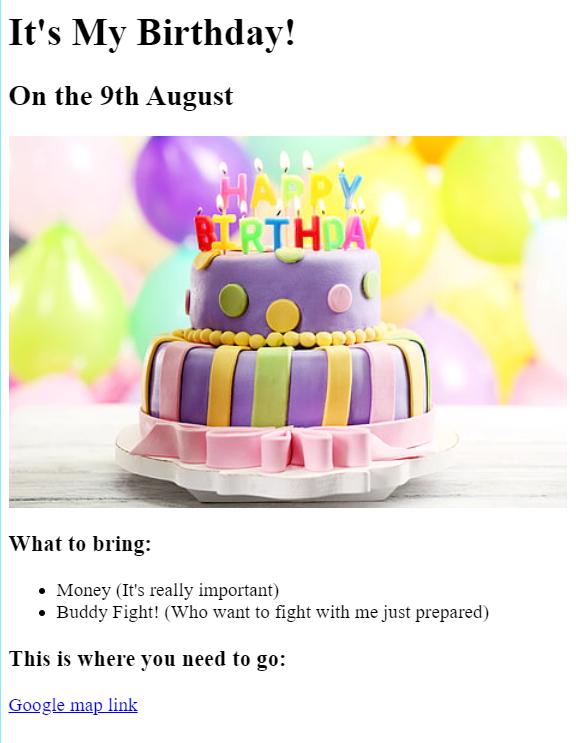 It's My Birthday!
On the 9th August
HAPPY
BIRTHDAY
What to bring:
Money (It's really important)
Buddy Fight! (Who want to fight with me just prepared)
This is where you need to go:
Google map link